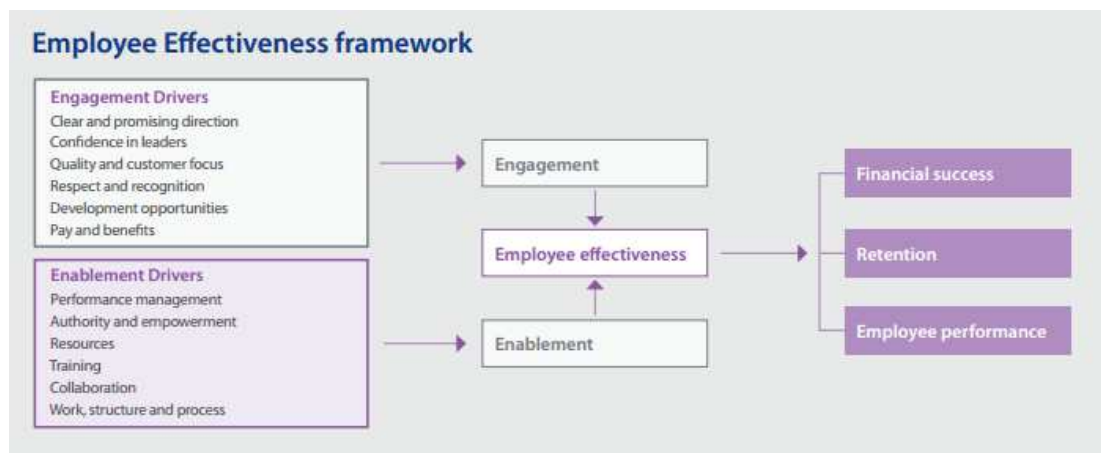 Employee Effectiveness framework
Engagement Drivers
Clear and promising direction
Confidence in leaders
Quality and customer focus
Respect and recognition
Development opportunities
Pay and benefits
Enablement Drivers
Performance management
Authority and empowerment
Resources
Training
Collaboration
Work, structure and process
Engagement
Employee effectiveness
Enablement
Financial success
Retention
Employee performance